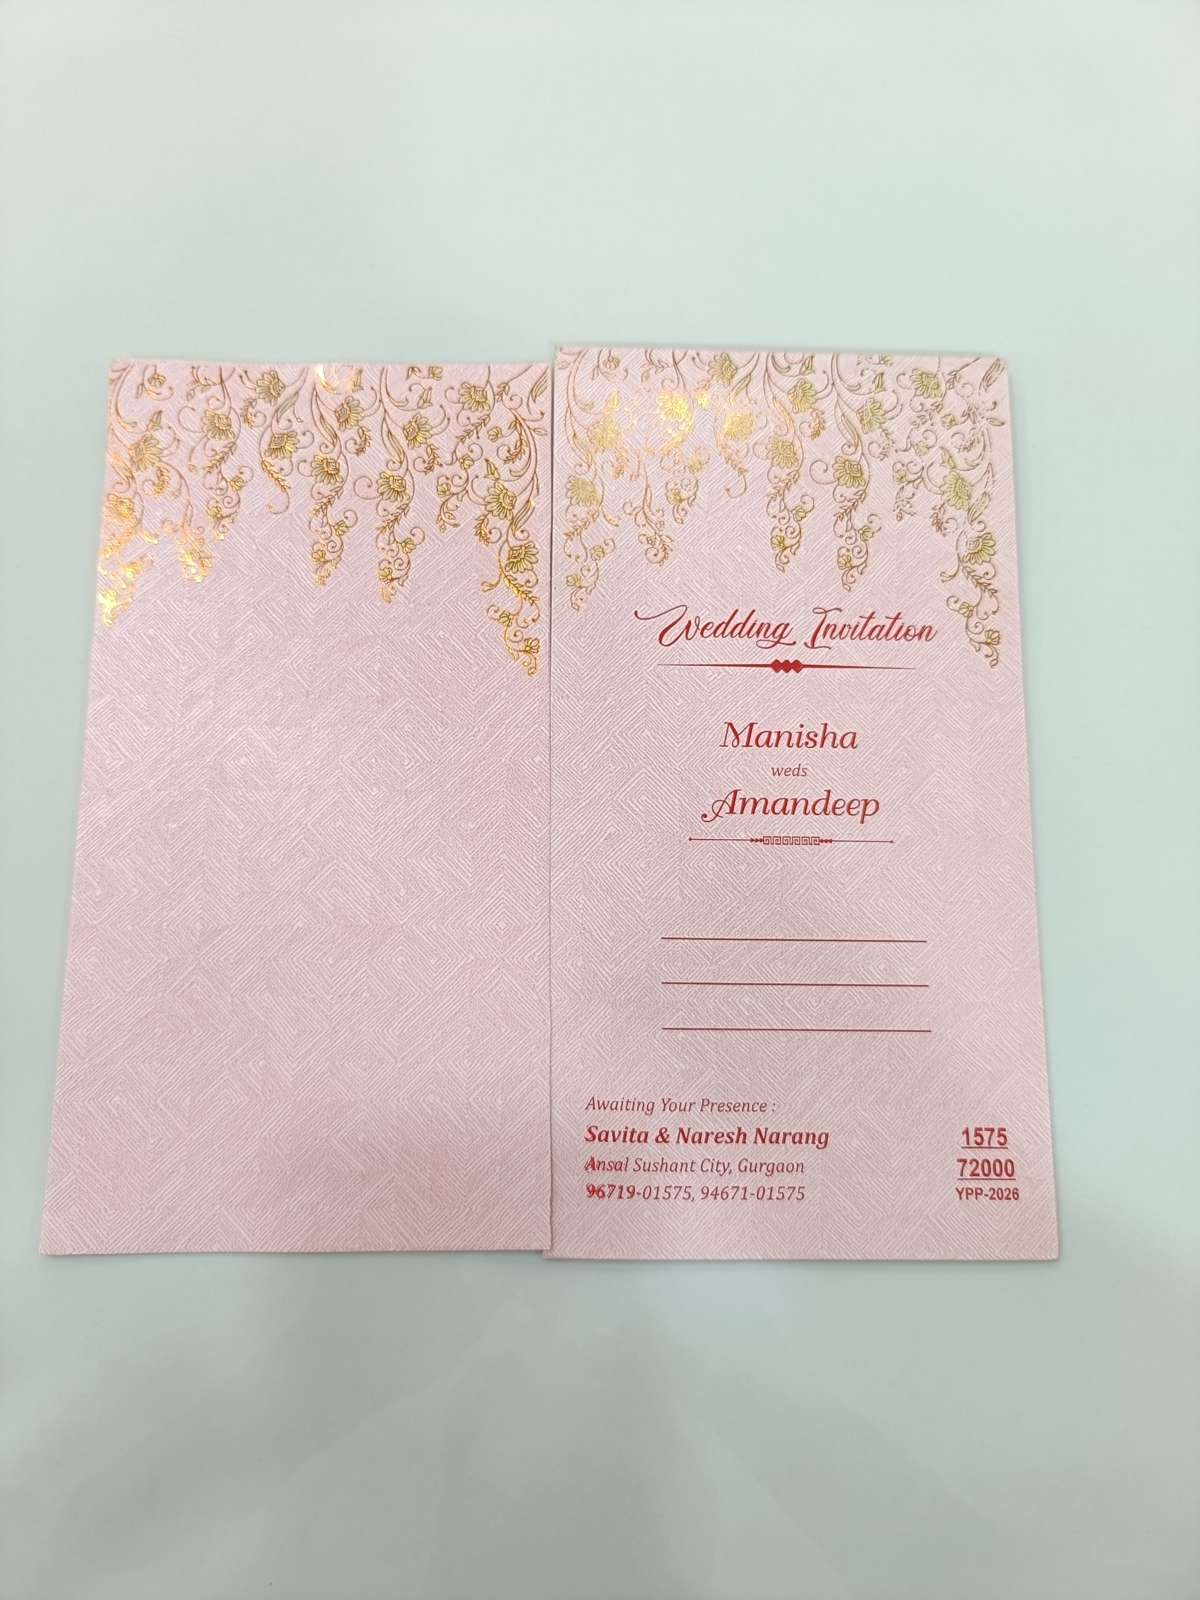 Wedding Invitation
Manisha
weds
Amandeep
Awaiting Your Presence :
Savita & Naresh Narang
Ansal Sushant City, Gurgaon
96719-01575, 94671-01575
1575
72000
YPP-2026